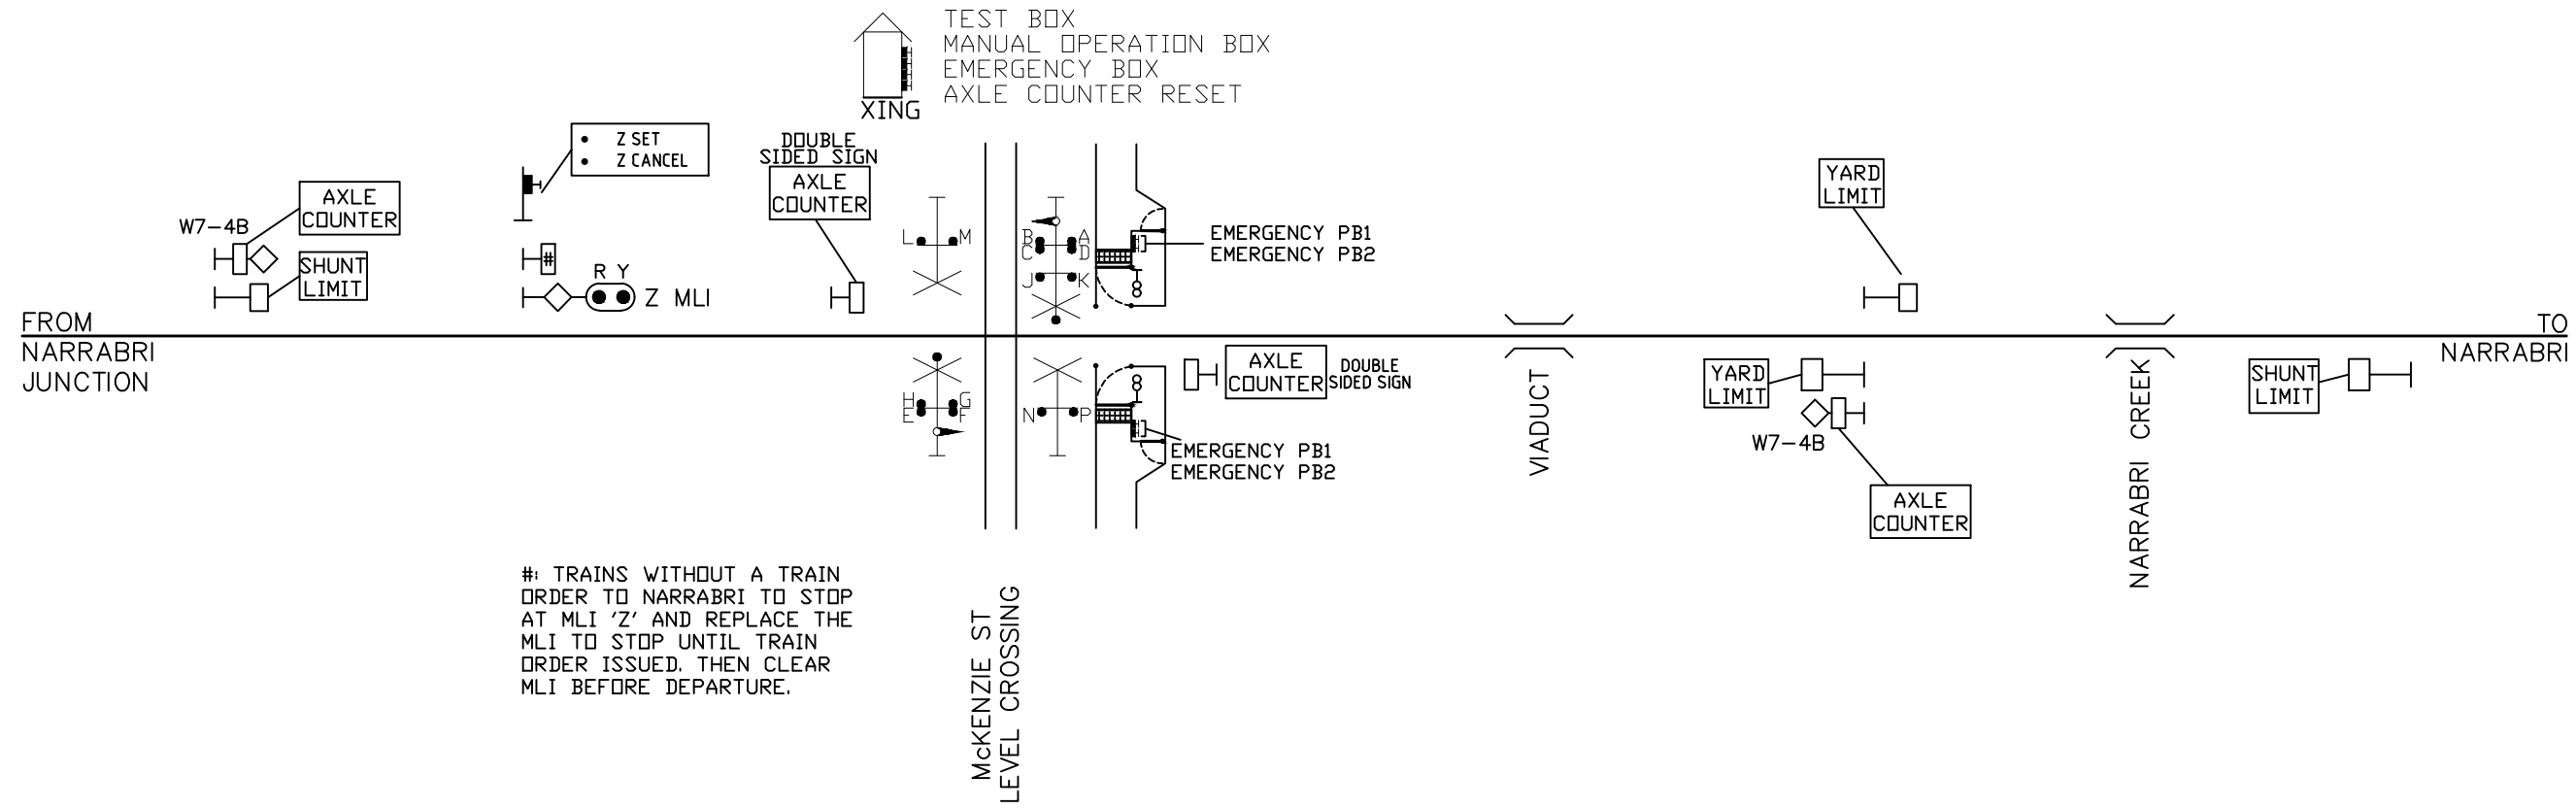 TEST BOX
MANUAL OPERATION BOX
EMERGENCY BOX
AXLE COUNTER RESET
XING
Z SET
Z CANCEL
DOUBLE
SIDED SIGN
AXLE
COUNTER
AXLE
COUNTER
W7-4B
SHUNT
LIMIT
#
R Y
Z MLI
L M
B A
C D
J K
8
EMERGENCY PB1
EMERGENCY PB2
YARD
LIMIT
FROM
NARRABRI
JUNCTION
TO
NARRABRI
H G
E F
N P
8
AXLE
COUNTER
DOUBLE
SIDED SIGN
EMERGENCY PB1
EMERGENCY PB2
VIADUCT
YARD
LIMIT
W7-4B
AXLE
COUNTER
NARRABRI CREEK
SHUNT
LIMIT
#: TRAINS WITHOUT A TRAIN
ORDER TO NARRABRI TO STOP
AT MLI 'Z' AND REPLACE THE
MLI TO STOP UNTIL TRAIN
ORDER ISSUED. THEN CLEAR
MLI BEFORE DEPARTURE.
McKENZIE ST
LEVEL CROSSING